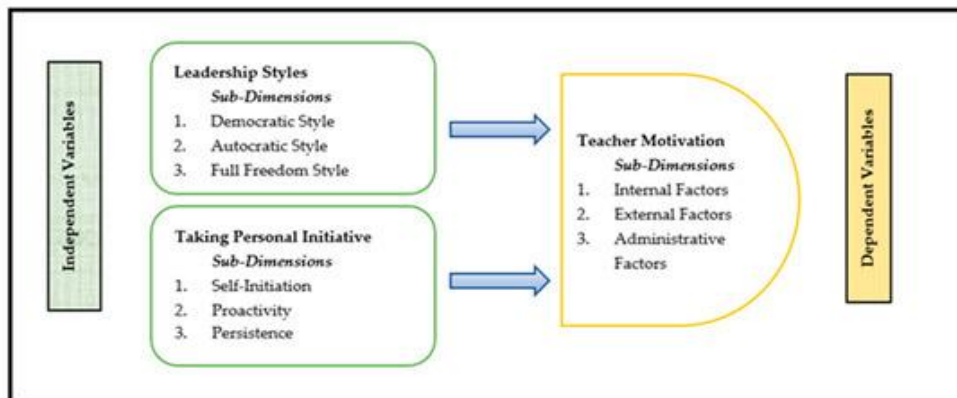 Independent Variables
Leadership Styles
Sub-Dimensions
1. Democratic Style
2. Autocratic Style
3. Full Freedom Style
Taking Personal Initiative
Sub-Dimensions
1. Self-Initiation
2. Proactivity
3. Persistence
Teacher Motivation
Sub-Dimensions
1. Internal Factors
2. External Factors
3. Administrative
Factors
Dependent Variables